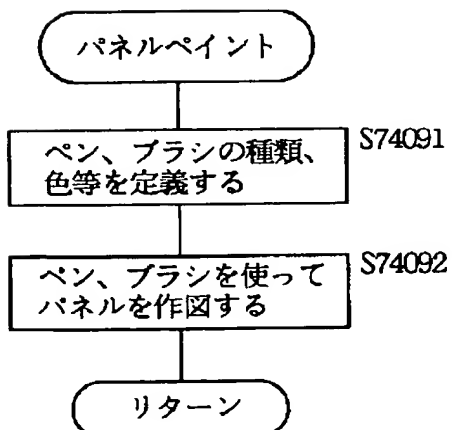 パネルペイント
ペン、ブラシの種類、
色等を定義する
S74091
ペン、ブラシを使って
パネルを作図する
S74092
リターン